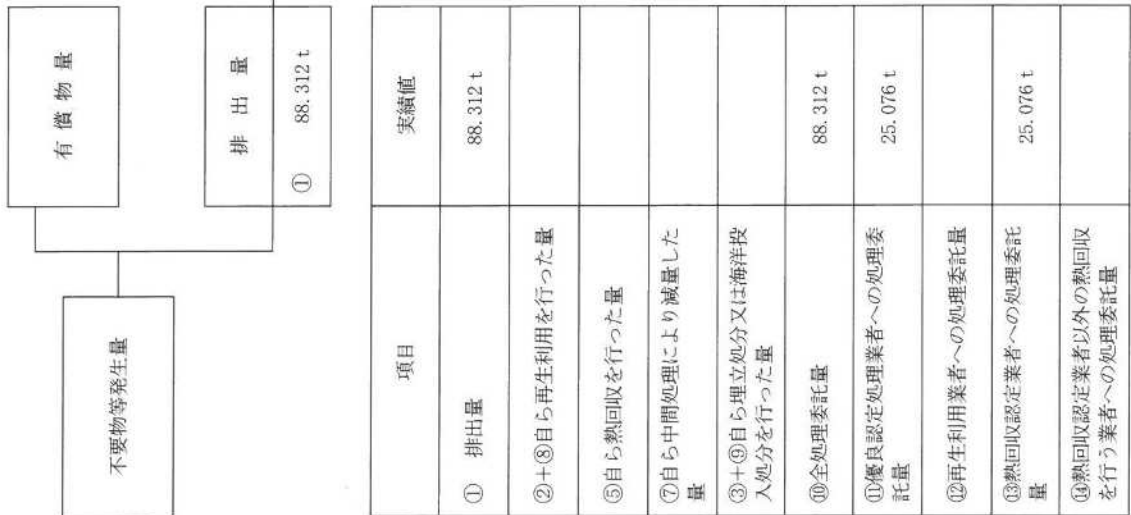 有償物量
不要物等発生量
排出量
① 88.312 t
項目 実績値
① 排出量 88.312 t
②+⑧自ら再生利用を行った量
⑤自ら熱回収を行った量
⑦自ら中間処理により減量した
量
③+⑨自ら埋立処分又は海洋投
入処分を行った量
⑩全処理委託量 88.312 t
⑪優良認定処理業者への処理委
託量 25.076 t
⑫再生利用業者への処理委託量
⑬熱回収認定業者への処理委託
量 25.076 t
⑭熱回収認定業者以外の熱回収
を行う業者への処理委託量